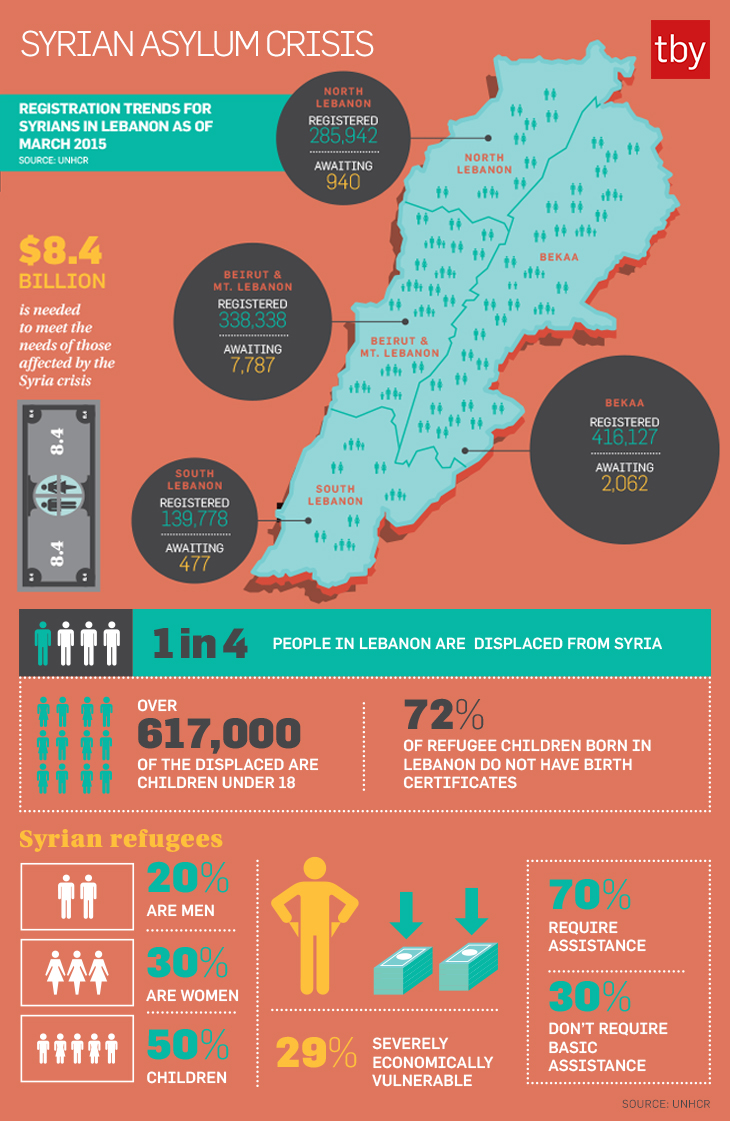 SYRIAN ASYLUM CRISIS
tby
REGISTRATION TRENDS FOR
SYRIANS IN LEBANON AS OF
MARCH 2015
SOURCE: UNHCR
NORTH
LEBANON
REGISTERED
285,942
AWAITING
940
NORTH
LEBANON
BEKAA
$8.4
BILLION
is needed
to meet the
needs of those
affected by the
Syria crisis
BEIRUT &
MT. LEBANON
REGISTERED
338,338
AWAITING
7,787
BEIRUT &
MT. LEBANON
BEKAA
REGISTERED
416,127
AWAITING
2,062
8.4
8.4
SOUTH
LEBANON
REGISTERED
139,778
AWAITING
477
SOUTH
LEBANON
1 in 4
PEOPLE IN LEBANON ARE DISPLACED FROM SYRIA
OVER
617,000
OF THE DISPLACED ARE
CHILDREN UNDER 18
72%
OF REFUGEE CHILDREN BORN IN
LEBANON DO NOT HAVE BIRTH
CERTIFICATES
Syrian refugees
20%
ARE MEN
30%
ARE WOMEN
50%
CHILDREN
29%
SEVERELY
ECONOMICALLY
VULNERABLE
70%
REQUIRE
ASSISTANCE
30%
DON'T REQUIRE
BASIC
ASSISTANCE
SOURCE: UNHCR